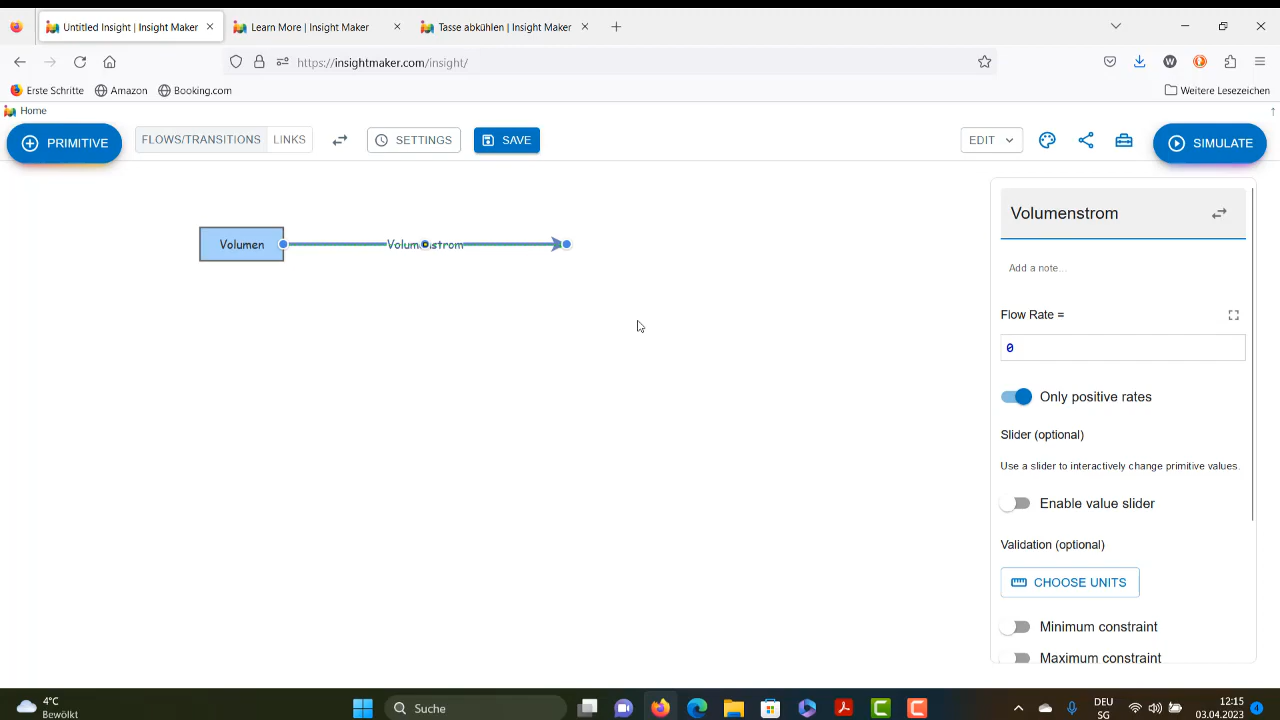 Untitled Insight | Insight Maker
Learn More | Insight Maker
Tasse abkühlen | Insight Maker
https://insightmaker.com/insight/
Erste Schritte
Amazon
Booking.com
Weitere Lesezeichen
Home
PRIMITIVE
FLOWS/TRANSITIONS
LINKS
SETTINGS
SAVE
EDIT
SIMULATE
Volumen
Volumenstrom
Volumenstrom
Add a note...
Flow Rate =
0
Only positive rates
Slider (optional)
Use a slider to interactively change primitive values.
Enable value slider
Validation (optional)
CHOOSE UNITS
Minimum constraint
Maximum constraint
4°C
Bewölkt
Suche
DEU
SG
12:15
03.04.2023
4